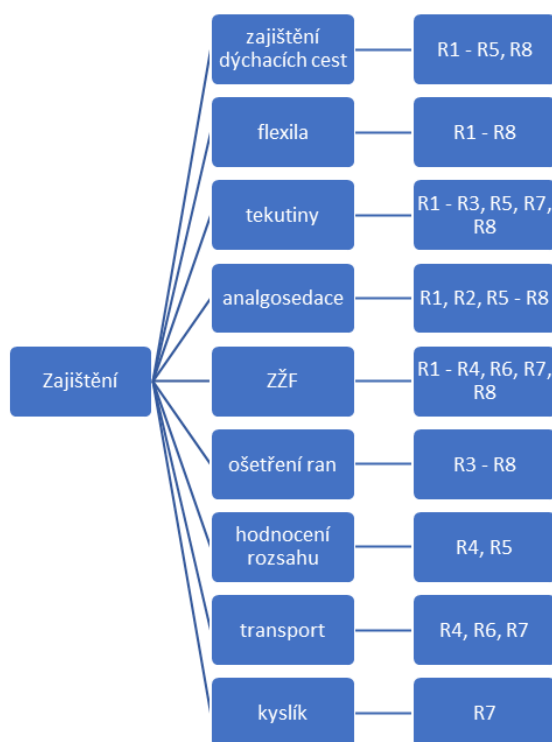 zajištění
dýchacích cest
R1 - R5, R8
flexila
R1 - R8
tekutiny
R1 - R3, R5, R7,
R8
analgosedace
R1, R2, R5 - R8
Zajištění
ZŽF
R1 - R4, R6, R7,
R8
ošetření ran
R3 - R8
hodnocení
rozsahu
R4, R5
transport
R4, R6, R7
kyslík
R7